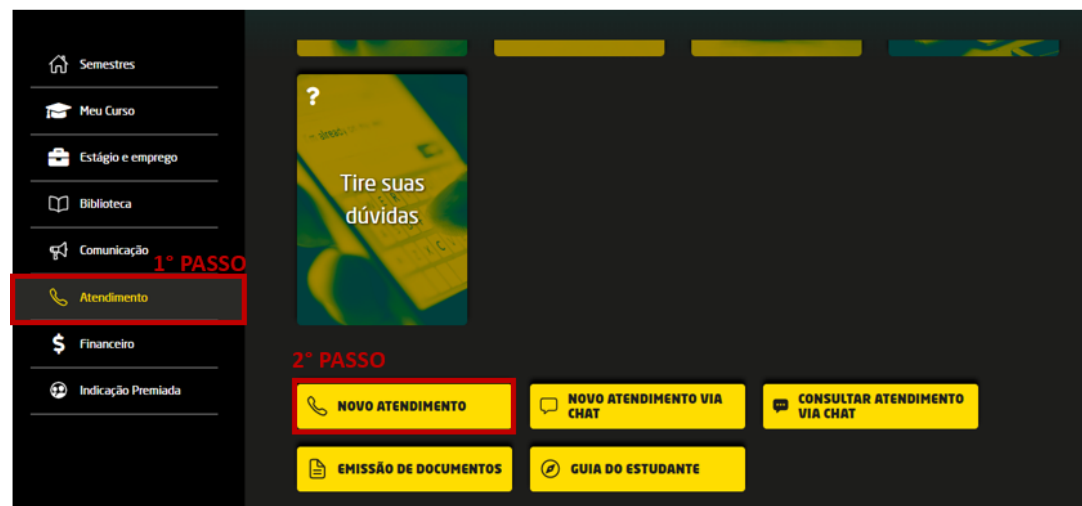 Semestres
Meu Curso
Estágio e emprego
Biblioteca
Comunicação
1° PASSO
Atendimento
Financeiro
Indicação Premiada
?
Tire suas
dúvidas
2° PASSO
NOVO ATENDIMENTO
NOVO ATENDIMENTO VIA
CHAT
CONSULTAR ATENDIMENTO
VIA CHAT
EMISSÃO DE DOCUMENTOS
GUIA DO ESTUDANTE